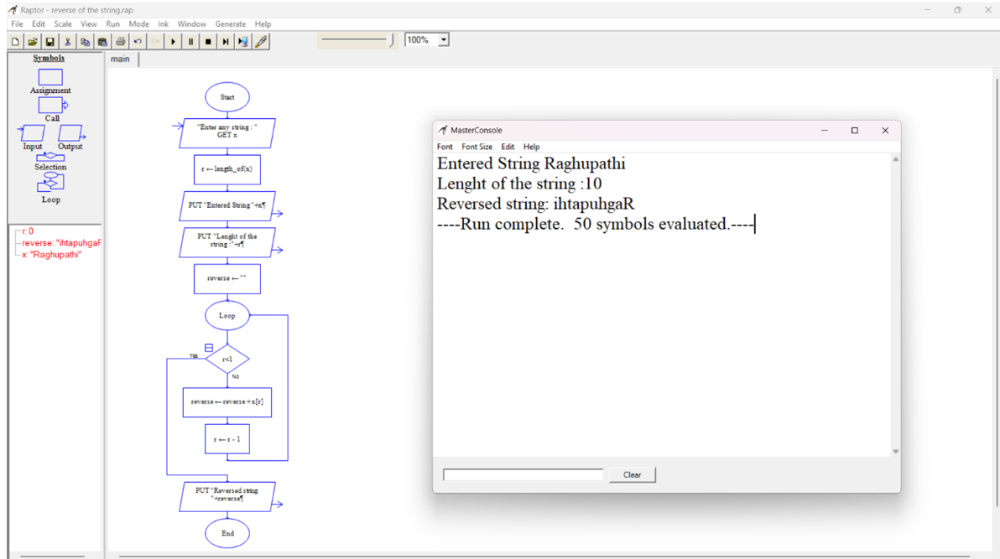 Raptor - reverse of the string.rap
File Edit Scale View Run Mode Ink Window Generate Help
100%
Symbols
Assignment
Call
Input Output
Selection
Loop
r: 0
reverse: "ihtapuhgaR
x: "Raghupathi"
main
Start
"Enter any string : "
GET x
r ← length_of(x)
PUT "Entered String "+x¶
PUT "Lenght of the
string :"+r¶
reverse ← ""
Loop
Yes
r<1
No
reverse ← reverse +x[r]
r ← r - 1
PUT "Reversed string:
"+reverse¶
End
MasterConsole
Font Font Size Edit Help
Entered String Raghupathi
Lenght of the string :10
Reversed string: ihtapuhgaR
----Run complete. 50 symbols evaluated.----
Clear